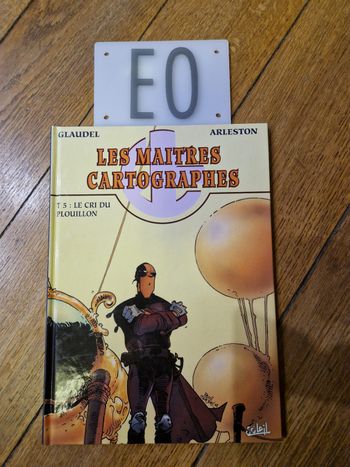 EO
GLAUDEL ARLESTON
LES MAITRES
CARTOGRAPHES
T 5 : LE CRI DU
PLOUILLON
Soleil